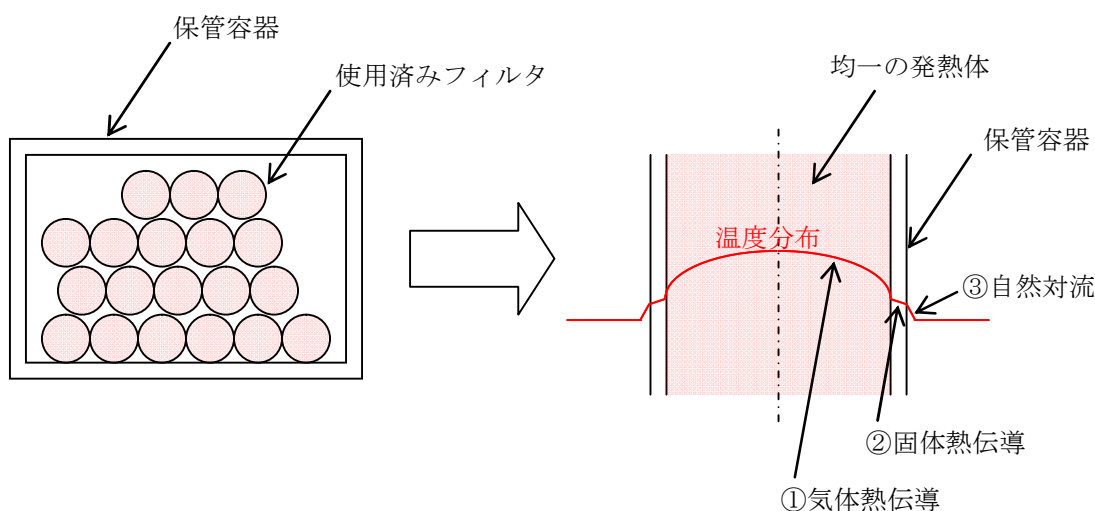 保管容器
使用済みフィルタ
均一の発熱体
保管容器
温度分布
③自然対流
②固体熱伝導
①気体熱伝導